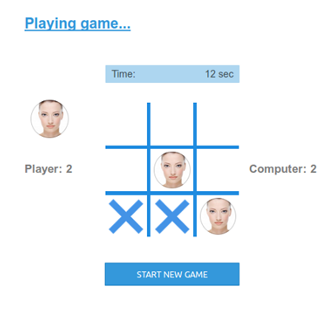 Playing game...
Time: 12 sec
Player: 2
Computer: 2
START NEW GAME